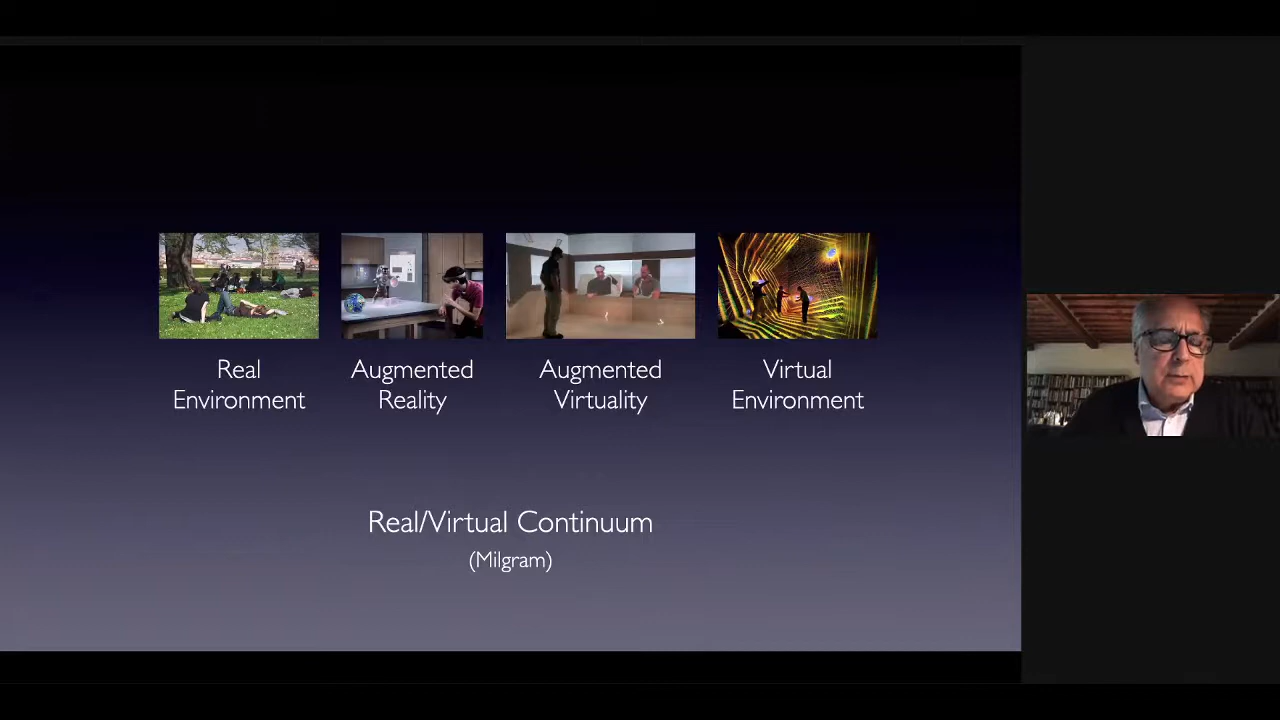 Real
Environment
Augmented
Reality
Augmented
Virtuality
Virtual
Environment
Real/Virtual Continuum
(Milgram)